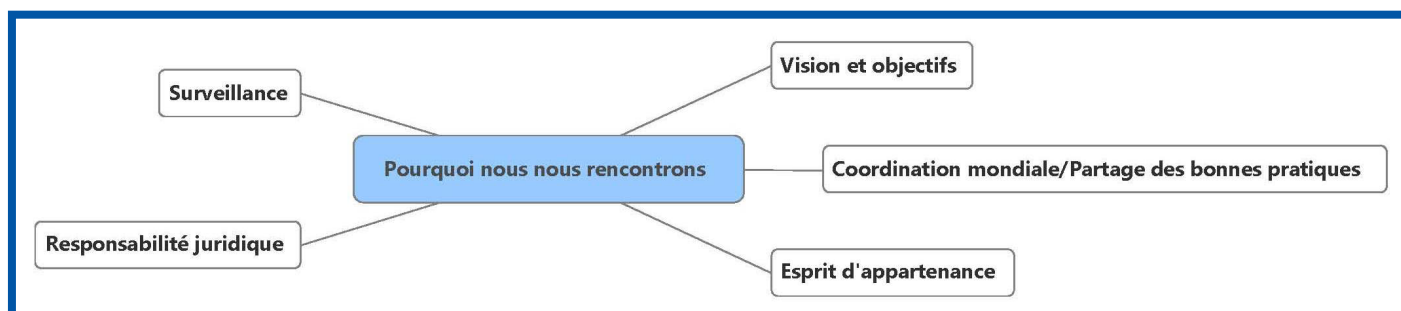 Vision et objectifs
Surveillance
Pourquoi nous nous rencontrons
Coordination mondiale/Partage des bonnes pratiques
Responsabilité juridique
Esprit d'appartenance